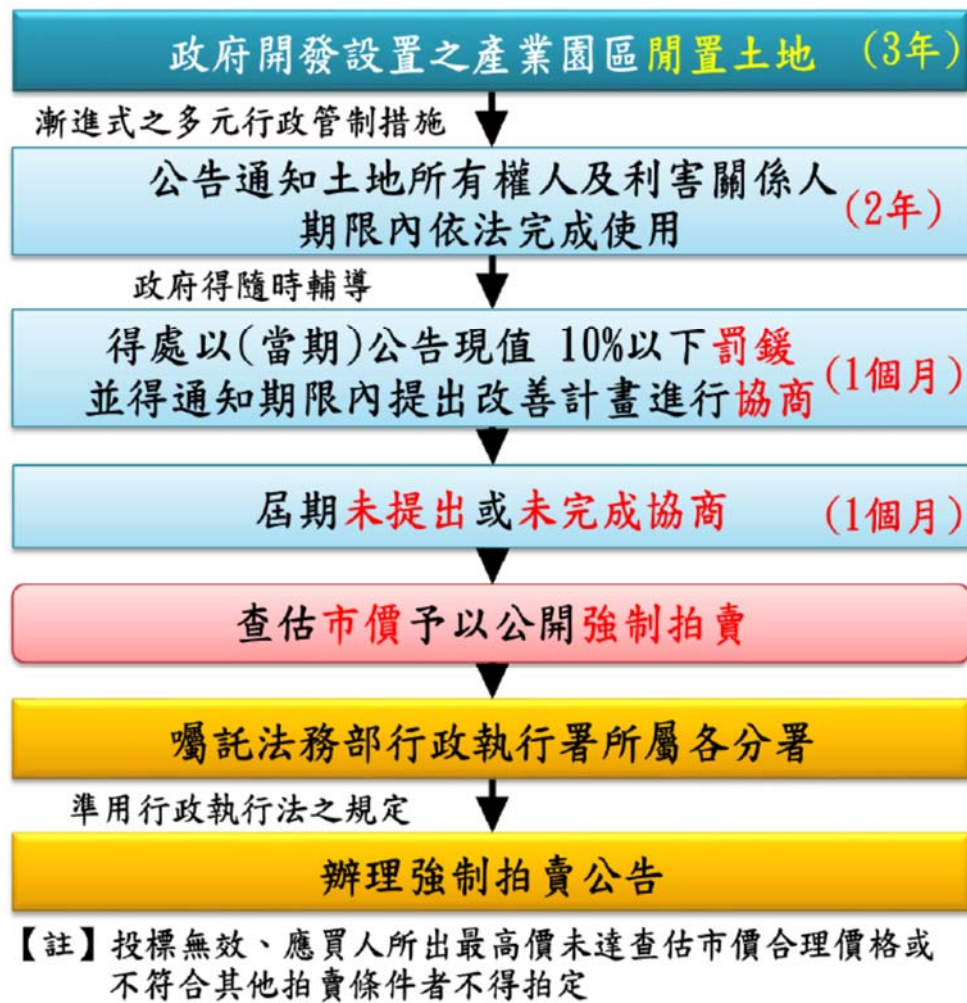 政府開發設置之產業園區閒置土地 (3年)
漸進式之多元行政管制措施
公告通知土地所有權人及利害關係人
期限內依法完成使用
(2年)
政府得隨時輔導
得處以(當期)公告現值 10%以下罰鍰
並得通知期限內提出改善計畫進行協商
(1個月)
屆期未提出或未完成協商 (1個月)
查估市價予以公開強制拍賣
囑託法務部行政執行署所屬各分署
準用行政執行法之規定
辦理強制拍賣公告
【註】投標無效、應買人所出最高價未達查估市價合理價格或
不符合其他拍賣條件者不得拍定